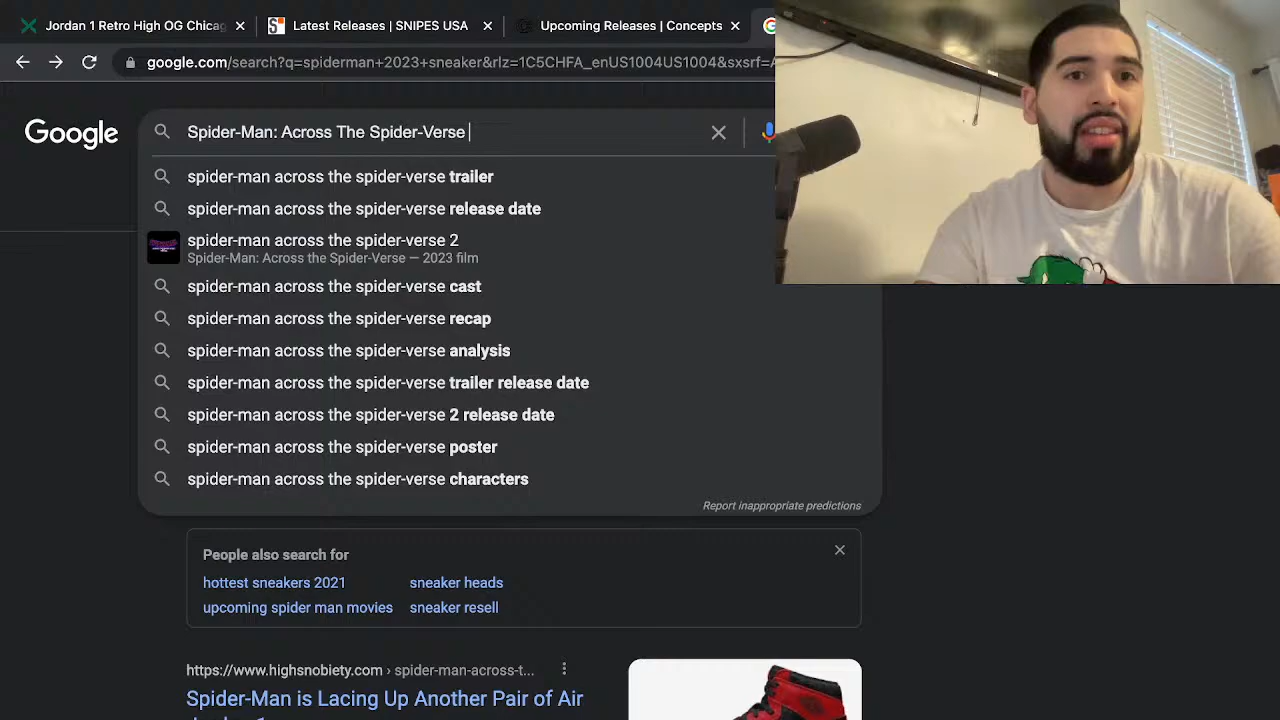 Jordan 1 Retro High OG Chicag
Latest Releases | SNIPES USA
Upcoming Releases | Concepts
google.com/search?q=spiderman+2023+sneaker&rlz=1C5CHFA_enUS1004US1004&sxsrf=A
Google
Spider-Man: Across The Spider-Verse
spider-man across the spider-verse trailer
spider-man across the spider-verse release date
spider-man across the spider-verse 2
Spider-Man: Across the Spider-Verse — 2023 film
spider-man across the spider-verse cast
spider-man across the spider-verse recap
spider-man across the spider-verse analysis
spider-man across the spider-verse trailer release date
spider-man across the spider-verse 2 release date
spider-man across the spider-verse poster
spider-man across the spider-verse characters
Report inappropriate predictions
People also search for
hottest sneakers 2021
sneaker heads
upcoming spider man movies
sneaker resell
https://www.highsnobiety.com › spider-man-across-t...
Spider-Man is Lacing Up Another Pair of Air